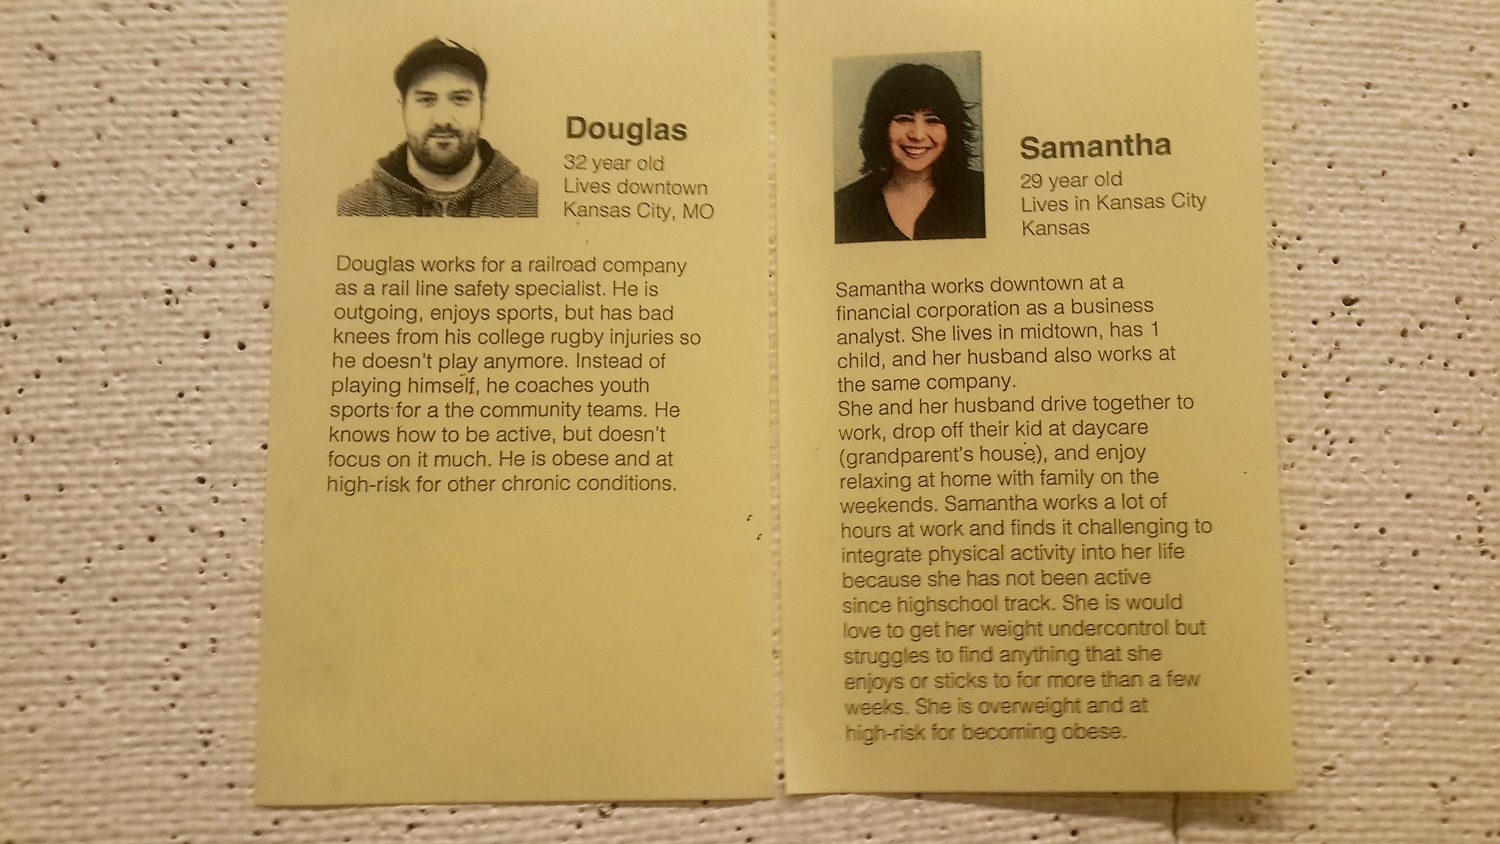 Douglas
32 year old
Lives downtown
Kansas City, MO
Douglas works for a railroad company
as a rail line safety specialist. He is
outgoing, enjoys sports, but has bad
knees from his college rugby injuries so
he doesn't play anymore. Instead of
playing himself, he coaches youth
sports for a the community teams. He
knows how to be active, but doesn't
focus on it much. He is obese and at
high-risk for other chronic conditions.
Samantha
29 year old
Lives in Kansas City
Kansas
Samantha works downtown at a
financial corporation as a business
analyst. She lives in midtown, has 1
child, and her husband also works at
the same company.
She and her husband drive together to
work, drop off their kid at daycare
(grandparent's house), and enjoy
relaxing at home with family on the
weekends. Samantha works a lot of
hours at work and finds it challenging to
integrate physical activity into her life
because she has not been active
since highschool track. She is would
love to get her weight undercontrol but
struggles to find anything that she
enjoys or sticks to for more than a few
weeks. She is overweight and at
high-risk for becoming obese.